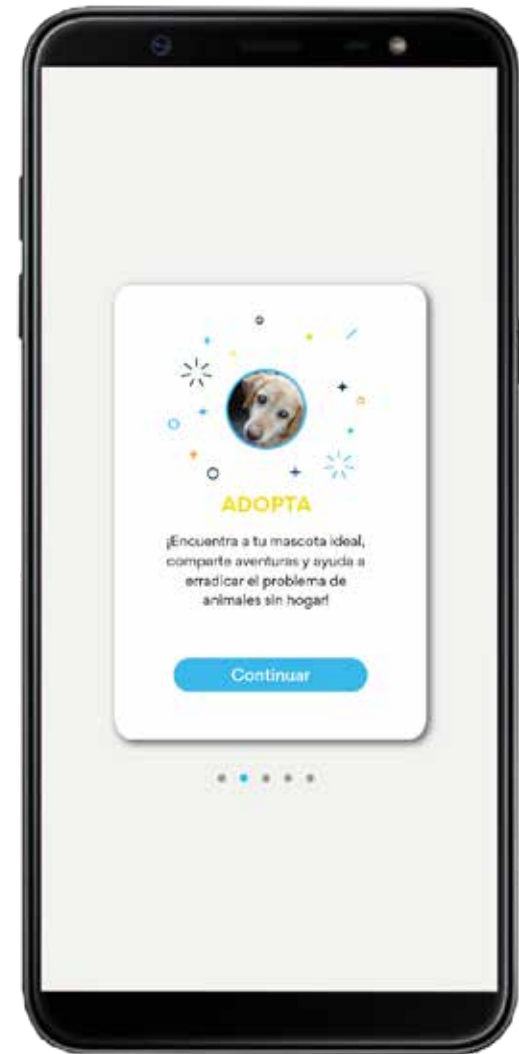 ADOPTA
¡Encuentra a tu mascota ideal,
comparte aventuras y ayuda a
erradicar el problema de
animales sin hogar!
Continuar